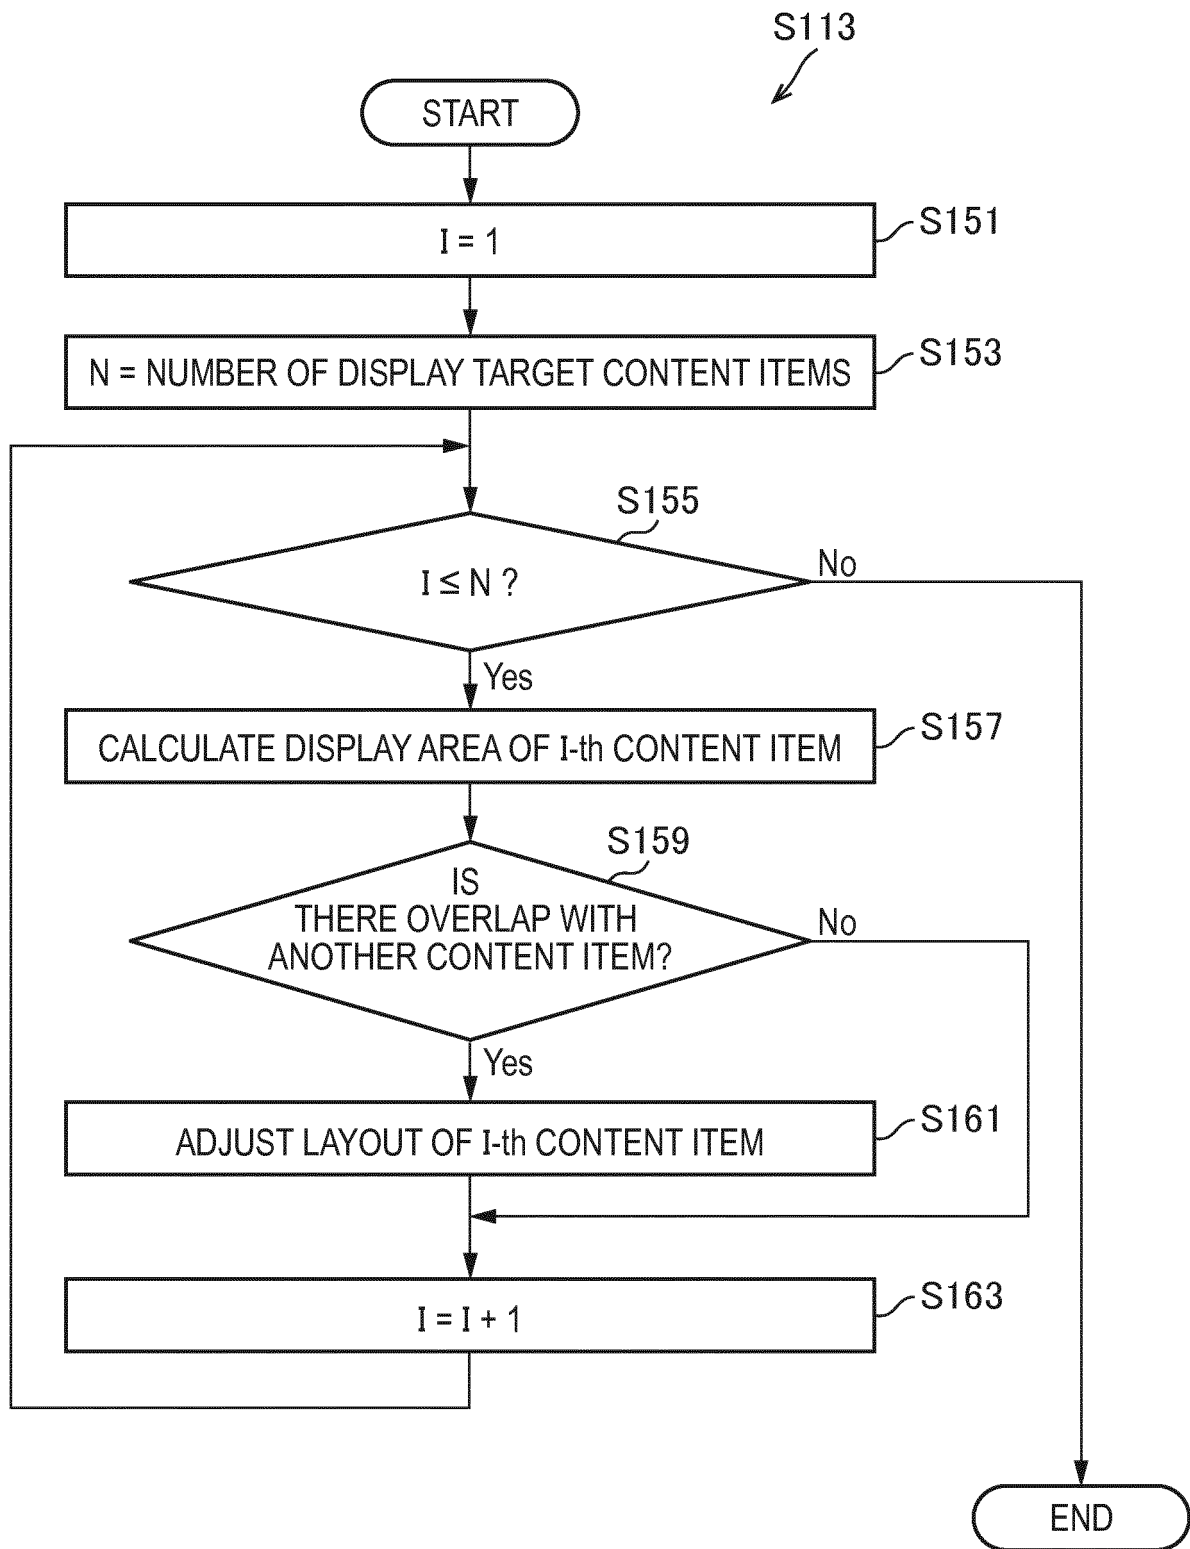 S113
START
I = 1
S151
N = NUMBER OF DISPLAY TARGET CONTENT ITEMS
S153
S155
I ≤ N ?
No
Yes
CALCULATE DISPLAY AREA OF I-th CONTENT ITEM
S157
S159
IS
THERE OVERLAP WITH
ANOTHER CONTENT ITEM?
No
Yes
ADJUST LAYOUT OF I-th CONTENT ITEM
S161
I = I + 1
S163
END